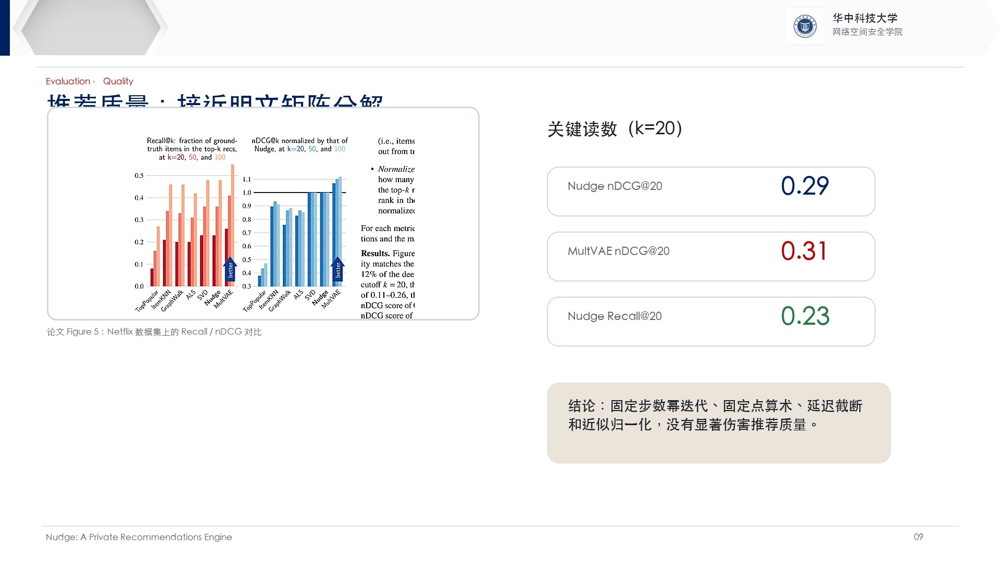 华中科技大学
网络空间安全学院
Evaluation · Quality
推荐质量：接近明文矩阵分解
Recall@k: fraction of ground-
truth items in the top-k recs,
at k=20, 50, and 100
0.5
0.4
0.3
0.2
0.1
0.0
TopPopular
ItemKNN
GraphWalk
ALS
SVD
Nudge
MultVAE
better
nDCG@k normalized by that of
Nudge, at k=20, 50, and 100
1.1
1.0
0.9
0.8
0.7
0.6
0.5
0.4
0.3
TopPopular
ItemKNN
GraphWalk
ALS
SVD
Nudge
MultVAE
better
(i.e., items
out from
• Normalize
how many
the top-k
rank in
normalized
For each metric
tions and the
Results. Figure
ity matches the
12% of the
cutoff k = 20,
of 0.11–0.26,
nDCG score of
nDCG score of
论文 Figure 5：Netflix 数据集上的 Recall / nDCG 对比
关键读数（k=20）
Nudge nDCG@20
0.29
MultVAE nDCG@20
0.31
Nudge Recall@20
0.23
结论：固定步数幂迭代、固定点算术、延迟截断
和近似归一化，没有显著伤害推荐质量。
Nudge: A Private Recommendations Engine
09